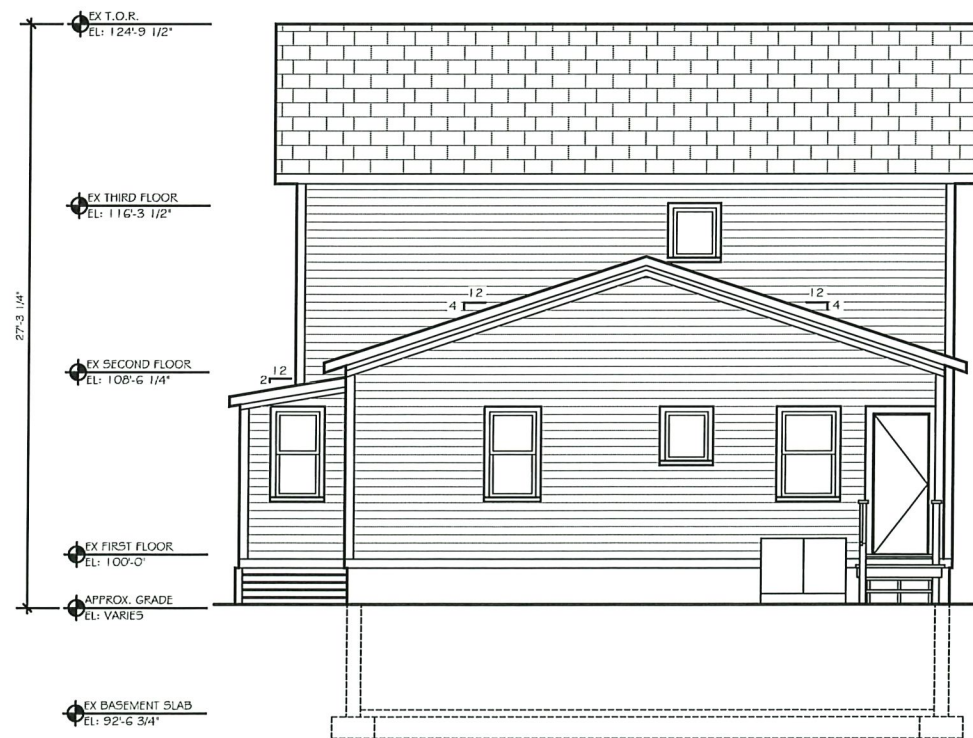 EX T.O.R.
EL: 124'-9 1/2"
EX THIRD FLOOR
EL: 116'-3 1/2"
12
4
12
4
27'-3 1/4"
EX SECOND FLOOR
EL: 108'-6 1/4"
12
2
EX FIRST FLOOR
EL: 100'-0"
APPROX. GRADE
EL: VARIES
EX BASEMENT SLAB
EL: 92'-6 3/4"